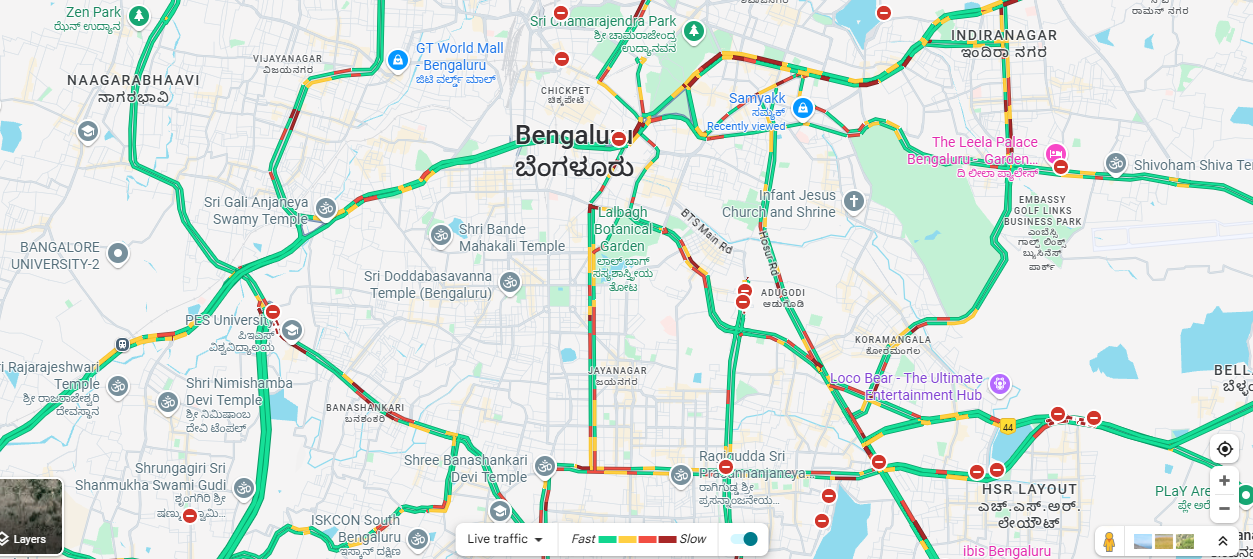 Zen Park
ಝೆನ್ ಉದ್ಯಾನ
Sri Chamarajendra Park
ಶ್ರೀ ಚಾಮರಾಜೇಂದ್ರ
ಉದ್ಯಾನವನ
ರಾಮನ್ ನಗರ
INDIRANAGAR
ಇಂದಿರಾ ನಗರ
GT World Mall
- Bengaluru
ಜಿಟಿ ವರ್ಲ್ಡ್ ಮಾಲ್
VIJAYANAGAR
ವಿಜಯನಗರ
NAAGARABHAAVI
ನಾಗರಭಾವಿ
CHICKPET
ಚಿಕ್ಕಪೇಟೆ
Samyakk
ಸಮ್ಯಕ್
Recently viewed
Bengaluru
ಬೆಂಗಳೂರು
The Leela Palace
Bengaluru - Garden...
ದಿ ಲೀಲಾ ಪ್ಯಾಲೇಸ್
Shivoham Shiva Te
Sri Gali Anjaneya
Swamy Temple
Infant Jesus
Church and Shrine
EMBASSY
GOLF LINKS
BUSINESS PARK
ಎಂಬೆಸ್ಸಿ
ಗಾಲ್ಫ್ ಲಿಂಕ್ಸ್
ಬ್ಯುಸಿನೆಸ್
ಪಾರ್ಕ್
Lalbagh
Botanical
Garden
ಲಾಲ್ ಬಾಗ್
ಸಸ್ಯಶಾಸ್ತ್ರೀಯ
ತೋಟ
BTS Main Rd
Hosur Rd
Shri Bande
Mahakali Temple
BANGALORE
UNIVERSITY-2
Shri Doddabasavanna
Temple (Bengaluru)
ADUGODI
ಆಡುಗೊಡಿ
PES University
ಪಿಇಎಸ್
ವಿಶ್ವವಿದ್ಯಾಲಯ
KORAMANGALA
ಕೋರಮಂಗಲ
ri Rajarajeshwari
Temple
ಶ್ರೀ ರಾಜರಾಜೇಶ್ವರಿ
ದೇವಸ್ಥಾನ
Shri Nimishamba
Devi Temple
ಶ್ರೀ ನಿಮಿಷಾಂಬ
ದೇವಿ ಟೆಂಪಲ್
JAYANAGAR
ಜಯನಗರ
Loco Bear - The Ultimate
Entertainment Hub
BELL
ಬೆಳ್ಳಂ
BANASHANKARI
ಬನಶಂಕರಿ
44
Shree Banashankari
Devi Temple
Ragigudda Sri
Prasannanjaneya...
ರಾಗಿಗುಡ್ಡ ಶ್ರೀ
ಪ್ರಸನ್ನಾಂಜನೇಯ...
Shrungagiri Sri
Shanmukha Swami Gudi
ಶೃಂಗಗಿರಿ ಶ್ರೀ
HSR LAYOUT
ಎಚ್.ಎಸ್.ಆರ್.
ಲೇಯೌಟ್
PLaY Are
ISKCON South
Bengaluru
ಇಸ್ಕಾನ್ ದಕ್ಷಿಣ
ibis Bengaluru
Layers
Live traffic
Fast
Slow